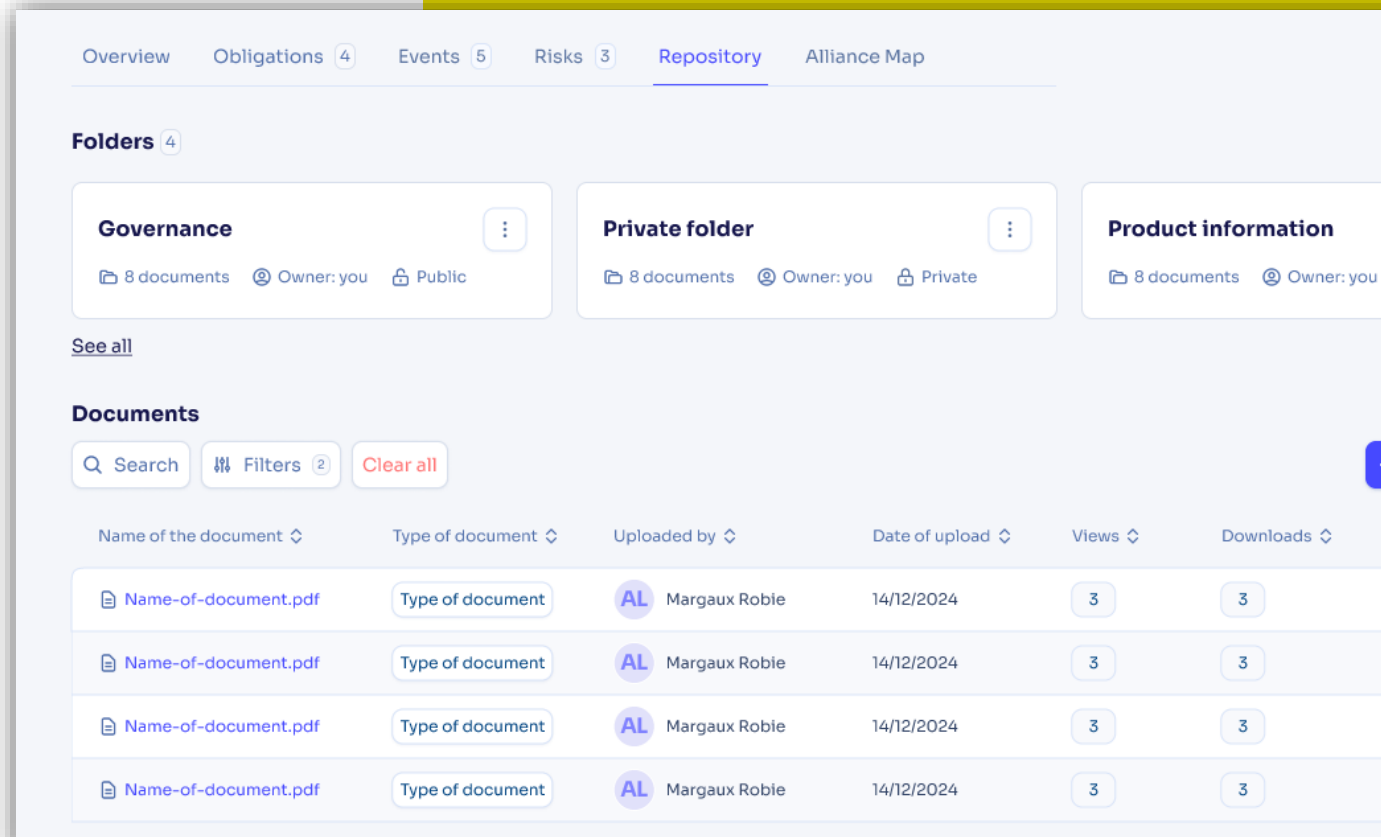 Overview Obligations 4 Events 5 Risks 3 Repository Alliance Map
Folders 4
Governance Private folder Product information
8 documents Owner: you Public 8 documents Owner: you Private 8 documents Owner: you
See all
Documents
Search Filters 2 Clear all
Name of the document Type of document Uploaded by Date of upload Views Downloads
Name-of-document.pdf Type of document AL Margaux Robie 14/12/2024 3 3
Name-of-document.pdf Type of document AL Margaux Robie 14/12/2024 3 3
Name-of-document.pdf Type of document AL Margaux Robie 14/12/2024 3 3
Name-of-document.pdf Type of document AL Margaux Robie 14/12/2024 3 3